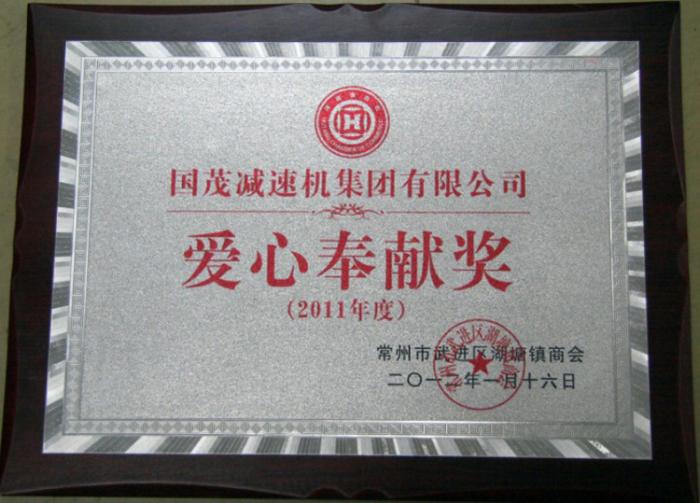 国茂减速机集团有限公司
爱心奉献奖
(2011年度)
常州市武进区湖塘镇商会
二〇一二年一月十六日